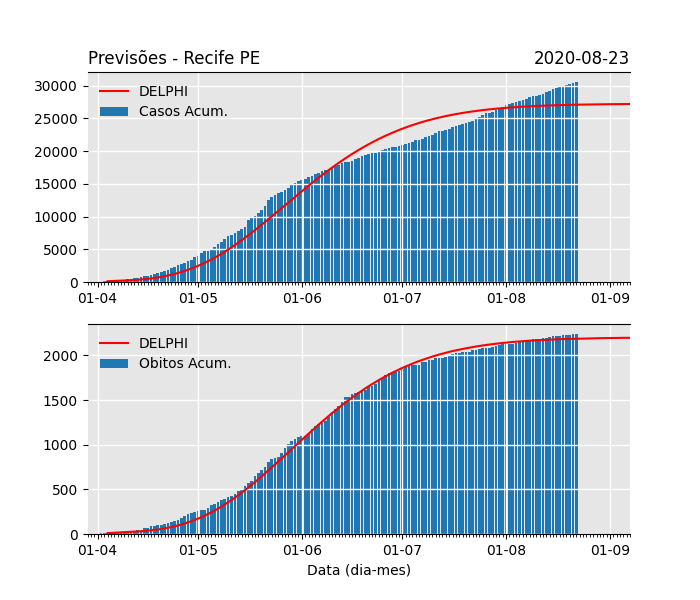 Previsões - Recife PE 2020-08-23
DELPHI
Casos Acum.
30000
25000
20000
15000
10000
5000
0
01-04 01-05 01-06 01-07 01-08 01-09
DELPHI
Obitos Acum.
2000
1500
1000
500
0
01-04 01-05 01-06 01-07 01-08 01-09
Data (dia-mes)